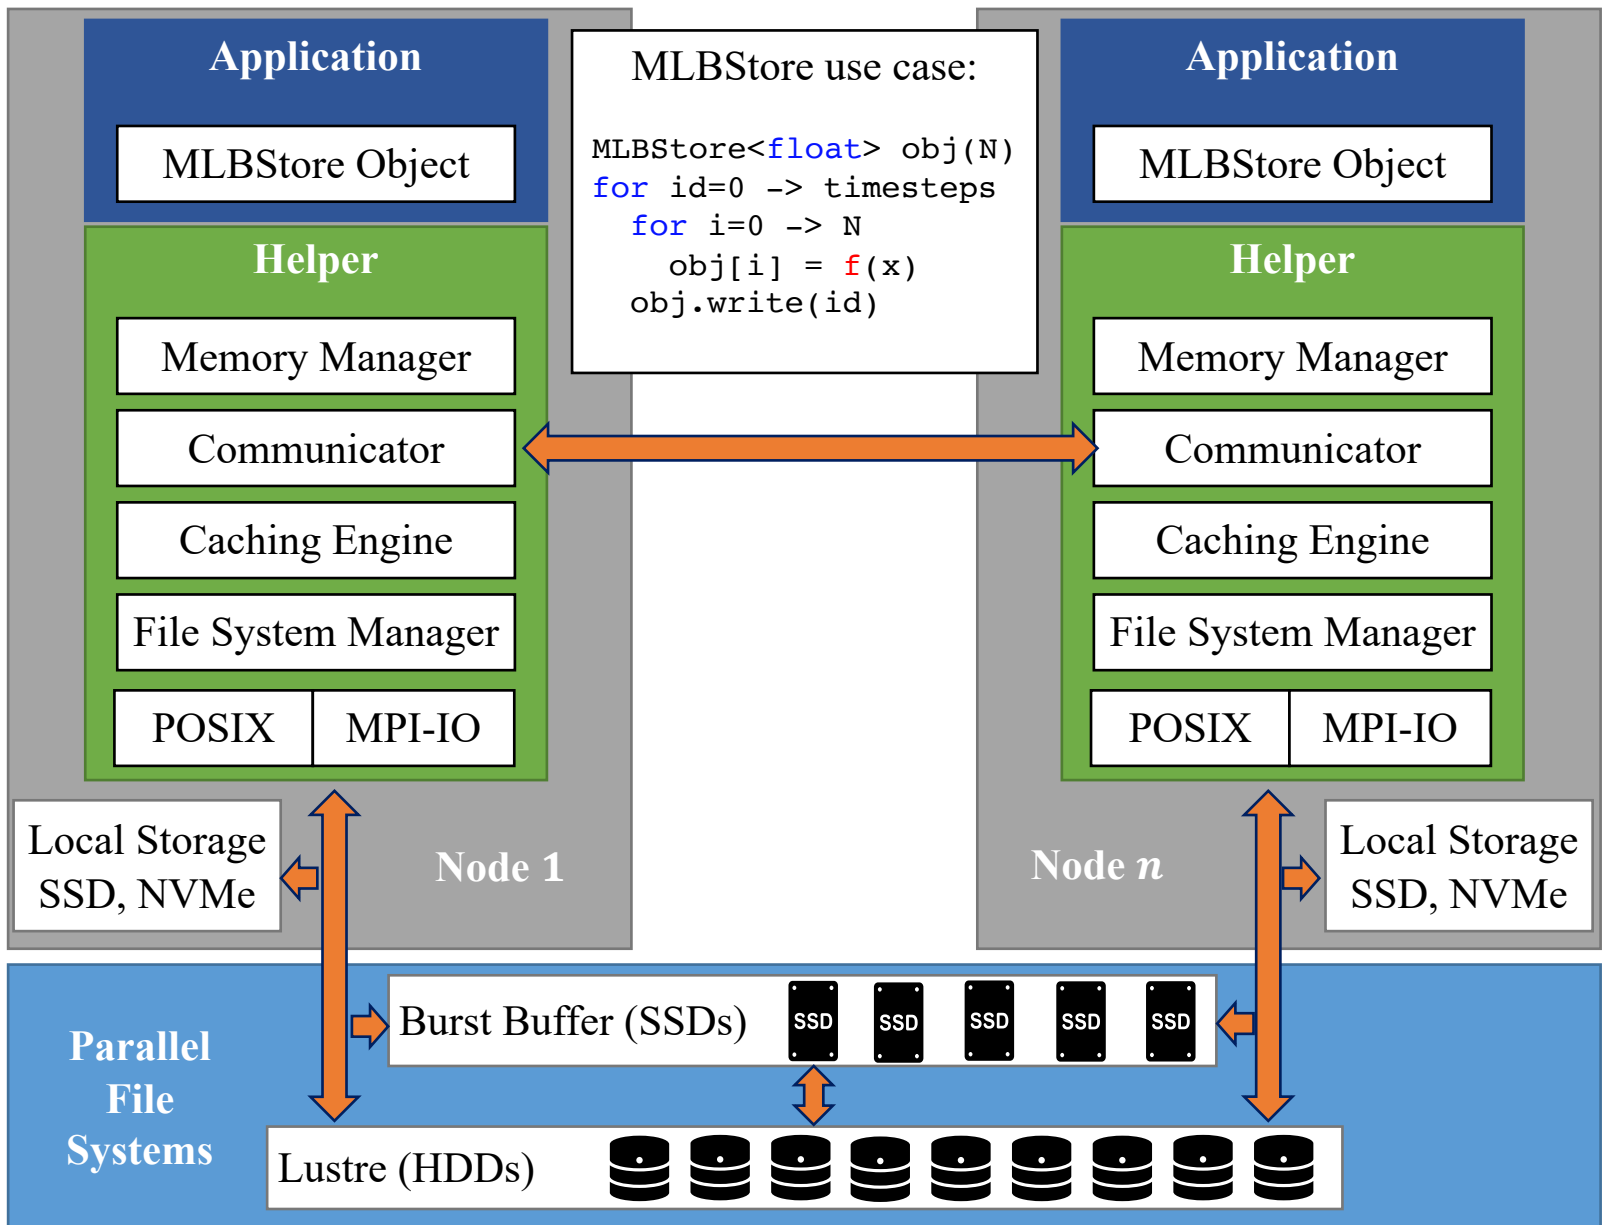 Application
MLBStore Object
Helper
Memory Manager
Communicator
Caching Engine
File System Manager
POSIX
MPI-IO
Local Storage
SSD, NVMe
Node 1
MLBStore use case:
MLBStore<float> obj(N)
for id=0 -> timesteps
  for i=0 -> N
    obj[i] = f(x)
  obj.write(id)
Application
MLBStore Object
Helper
Memory Manager
Communicator
Caching Engine
File System Manager
POSIX
MPI-IO
Node n
Local Storage
SSD, NVMe
Parallel
File
Systems
Burst Buffer (SSDs)
SSD
SSD
SSD
SSD
SSD
Lustre (HDDs)